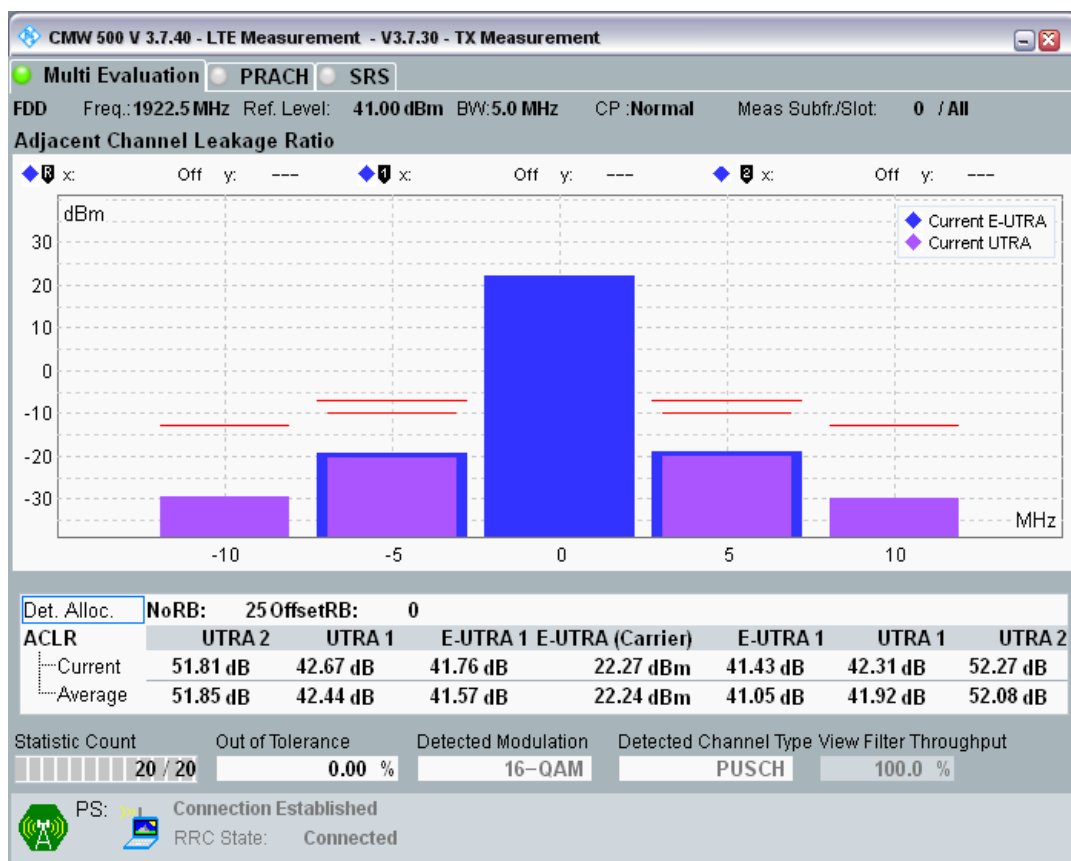 CMW 500 V 3.7.40 - LTE Measurement - V3.7.30 - TX Measurement
Multi Evaluation PRACH SRS
FDD Freq.: 1922.5 MHz Ref. Level: 41.00 dBm BW: 5.0 MHz CP : Normal Meas Subfr./Slot: 0 / All
Adjacent Channel Leakage Ratio
R x: Off y: --- 1 x: Off y: --- 2 x: Off y: ---
dBm
Current E-UTRA
Current UTRA
30
20
10
0
-10
-20
-30
MHz
-10 -5 0 5 10
Det. Alloc. NoRB: 25 OffsetRB: 0
ACLR UTRA 2 UTRA 1 E-UTRA 1 E-UTRA (Carrier) E-UTRA 1 UTRA 1 UTRA 2
Current 51.81 dB 42.67 dB 41.76 dB 22.27 dBm 41.43 dB 42.31 dB 52.27 dB
Average 51.85 dB 42.44 dB 41.57 dB 22.24 dBm 41.05 dB 41.92 dB 52.08 dB
Statistic Count Out of Tolerance Detected Modulation Detected Channel Type View Filter Throughput
20 / 20 0.00 % 16-QAM PUSCH 100.0 %
PS: Connection Established
RRC State: Connected